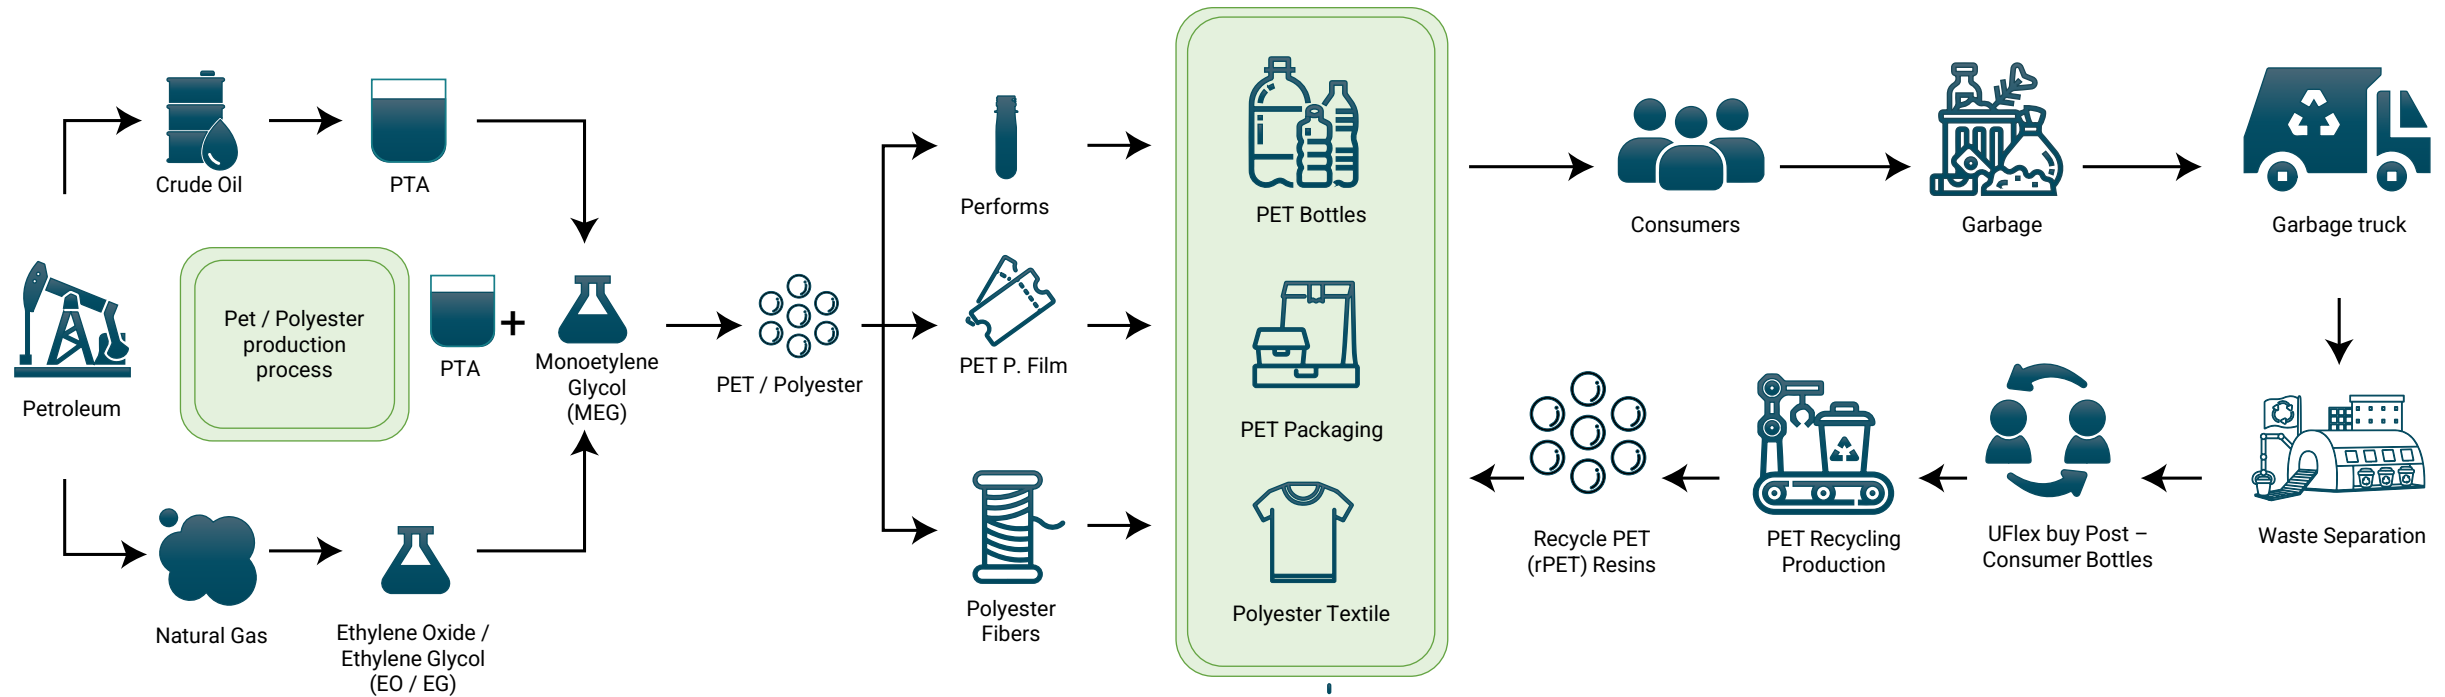 Crude Oil
PTA
Petroleum
Pet / Polyester
production
process
PTA
+
Monoetylene
Glycol
(MEG)
Natural Gas
Ethylene Oxide /
Ethylene Glycol
(EO / EG)
PET / Polyester
Performs
PET P. Film
Polyester
Fibers
PET Bottles
PET Packaging
Polyester Textile
Consumers
Garbage
Garbage truck
Waste Separation
UFlex buy Post –
Consumer Bottles
PET Recycling
Production
Recycle PET
(rPET) Resins